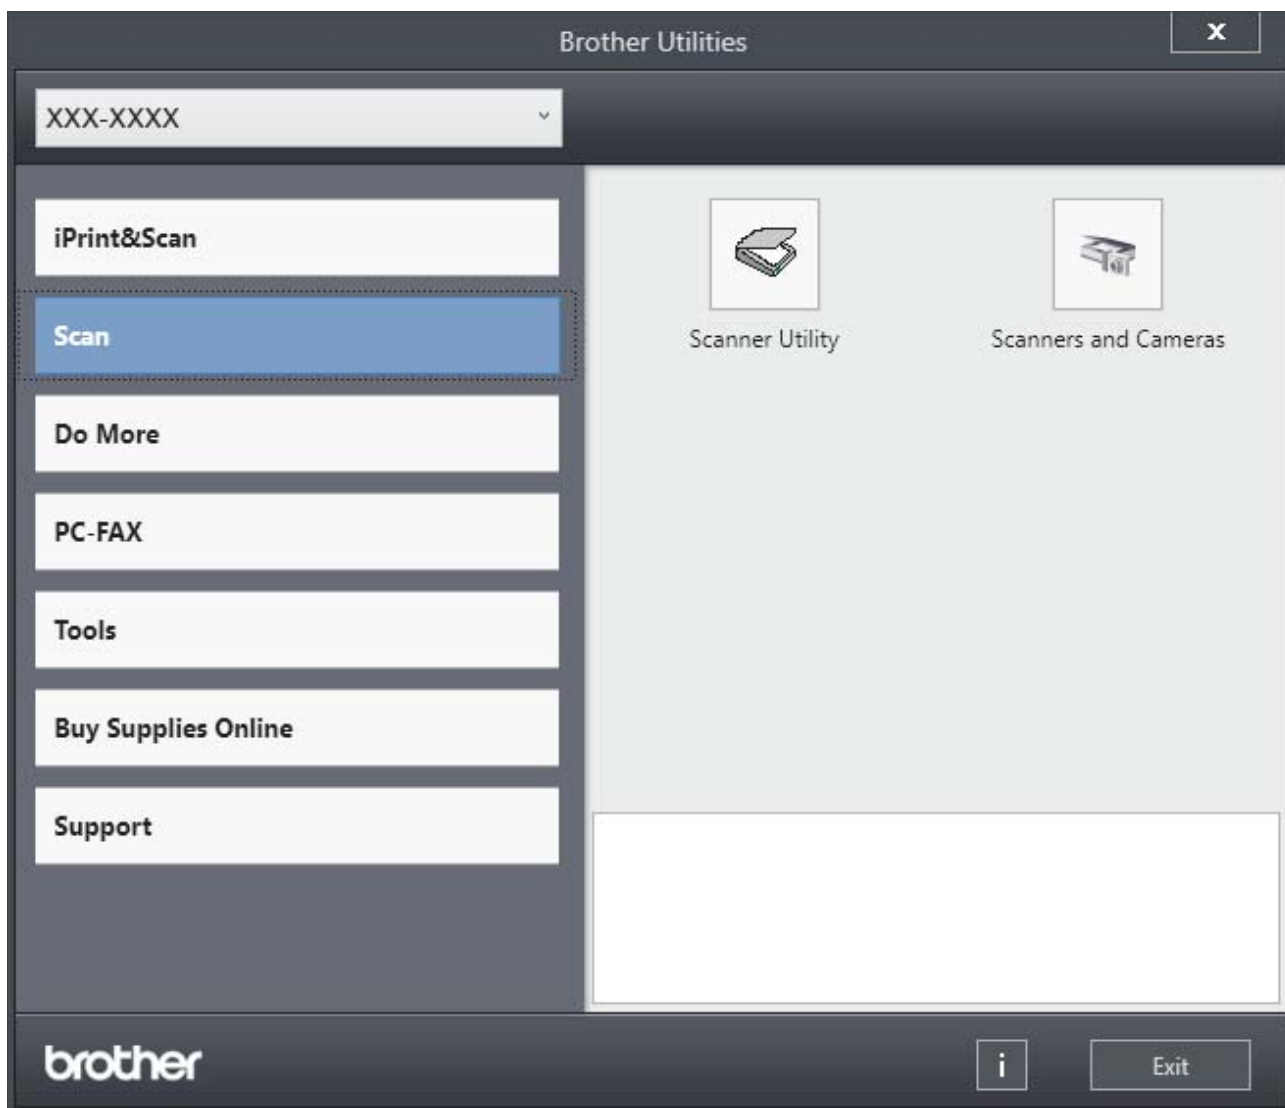 Brother Utilities
x
XXX-XXXX
iPrint&Scan
Scan
Do More
PC-FAX
Tools
Buy Supplies Online
Support
Scanner Utility
Scanners and Cameras
brother
i
Exit